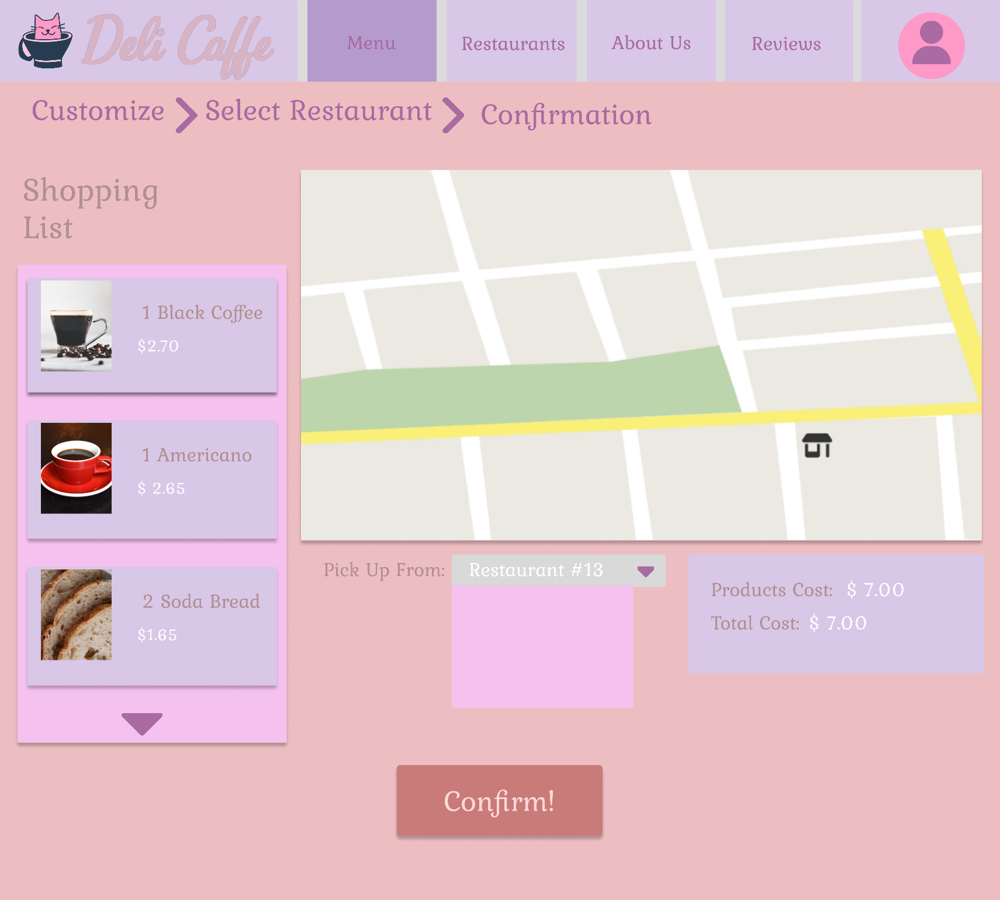 Deli Caffe
Menu
Restaurants
About Us
Reviews
Customize
Select Restaurant
Confirmation
Shopping
List
1 Black Coffee
$2.70
1 Americano
$ 2.65
2 Soda Bread
$1.65
Pick Up From:
Restaurant #13
Products Cost: $ 7.00
Total Cost: $ 7.00
Confirm!